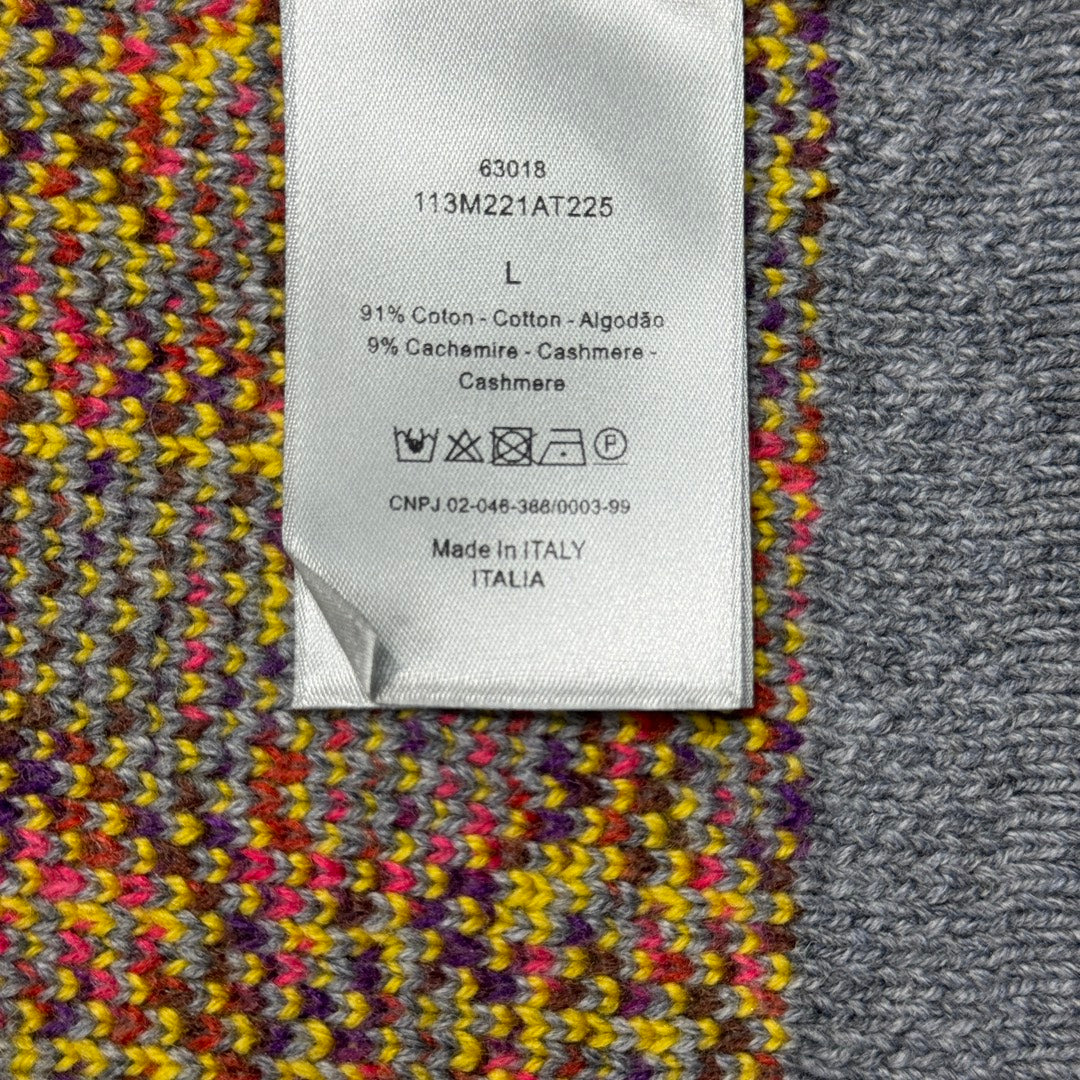 63018
113M221AT225
L
91% Coton - Cotton - Algodão
9% Cachemire - Cashmere -
Cashmere
P
CNPJ 02-046-388/0003-99
Made In ITALY
ITALIA